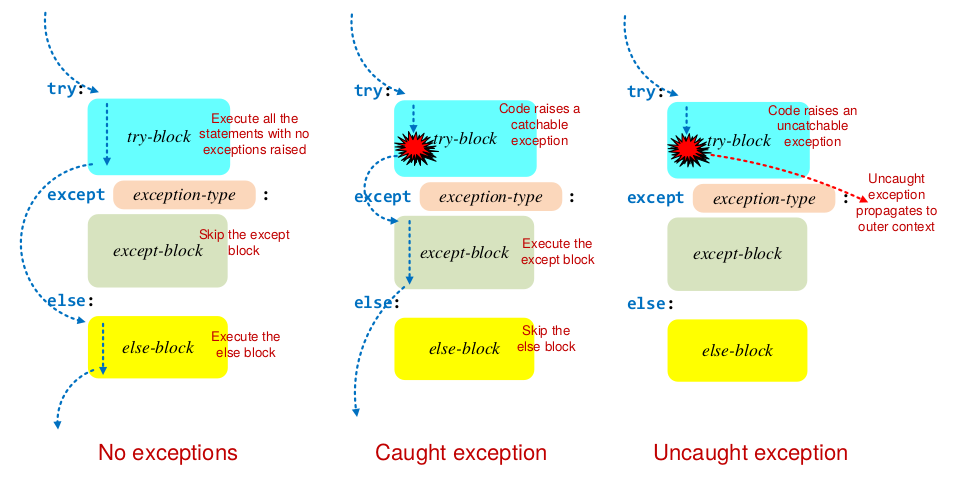 try:
try-block
Execute all the
statements with no
exceptions raised
except exception-type :
except-block
Skip the except
block
else:
else-block
Execute the
else block
No exceptions
try:
try-block
Code raises a
catchable
exception
except exception-type :
except-block
Execute the
except block
else:
else-block
Skip the
else block
Caught exception
try:
try-block
Code raises an
uncatchable
exception
except exception-type :
Uncaught
exception
propagates to
outer context
except-block
else:
else-block
Uncaught exception